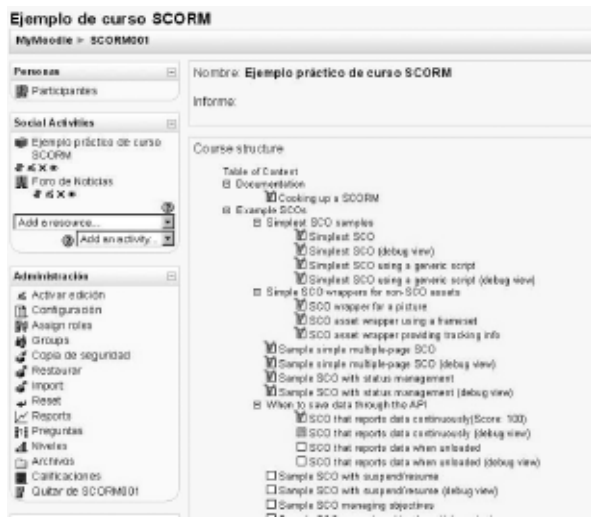 Ejemplo de curso SCORM
MyMoodle ► SCORM001
Personas
Participantes
Social Activities
Ejemplo práctico de curso
SCORM
Foro de Noticias
Add a resource...
Add an activity...
Administración
Activar edición
Configuración
Assign roles
Groups
Copia de seguridad
Restaurar
Import
Reset
Reports
Preguntas
Niveles
Archivos
Calificaciones
Quitar de SCORM001
Nombre: Ejemplo práctico de curso SCORM
Informe:
Course structure
Table of Content
Documentation
Cooking up a SCORM
Example SCOs
Simplest SCO samples
Simplest SCO
Simplest SCO (debug view)
Simplest SCO using a generic script
Simplest SCO using a generic script (debug view)
Simple SCO wrappers for non-SCO assets
SCO wrapper for a picture
SCO asset wrapper using a frameset
SCO asset wrapper providing tracking info
Sample simple multiple-page SCO
Sample simple multiple-page SCO (debug view)
Sample SCO with status management
Sample SCO with status management (debug view)
When to save data through the API
SCO that reports data continuously(Score: 100)
SCO that reports data continuously (debug view)
SCO that reports data when unloaded
SCO that reports data when unloaded (debug view)
Sample SCO with suspend/resume
Sample SCO with suspend/resume (debug view)
Sample SCO managing objectives